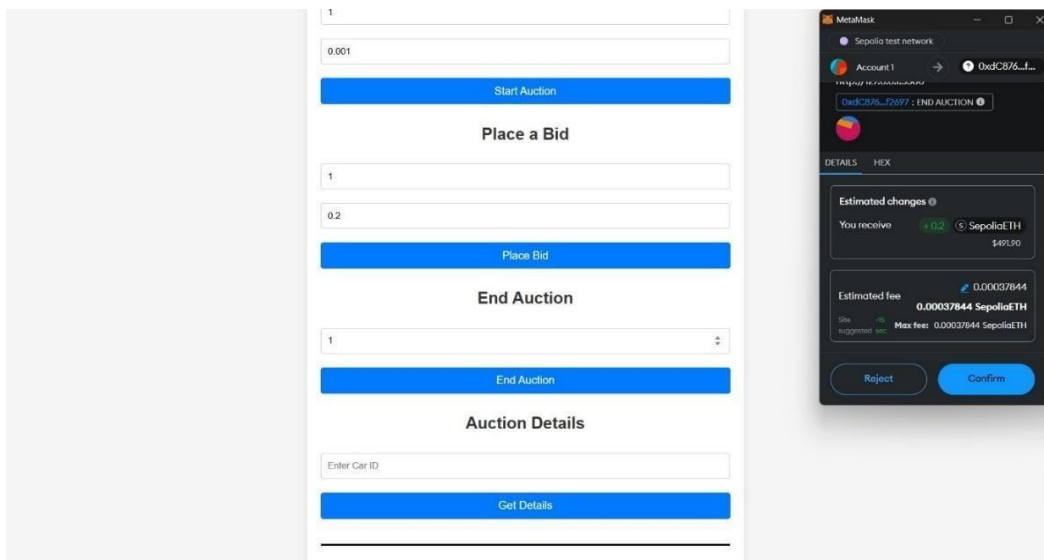 1
0.001
Start Auction
Place a Bid
1
0.2
Place Bid
End Auction
1
End Auction
Auction Details
Enter Car ID
Get Details
MetaMask
Sepolia test network
Account 1
0xdC876...f...
0xdC876...f2697 : END AUCTION
DETAILS HEX
Estimated changes
You receive + 0.2 S SepoliaETH
$491.90
Estimated fee 0.00037844
0.00037844 SepoliaETH
Site suggested
sec
Max fee: 0.00037844 SepoliaETH
Reject Confirm